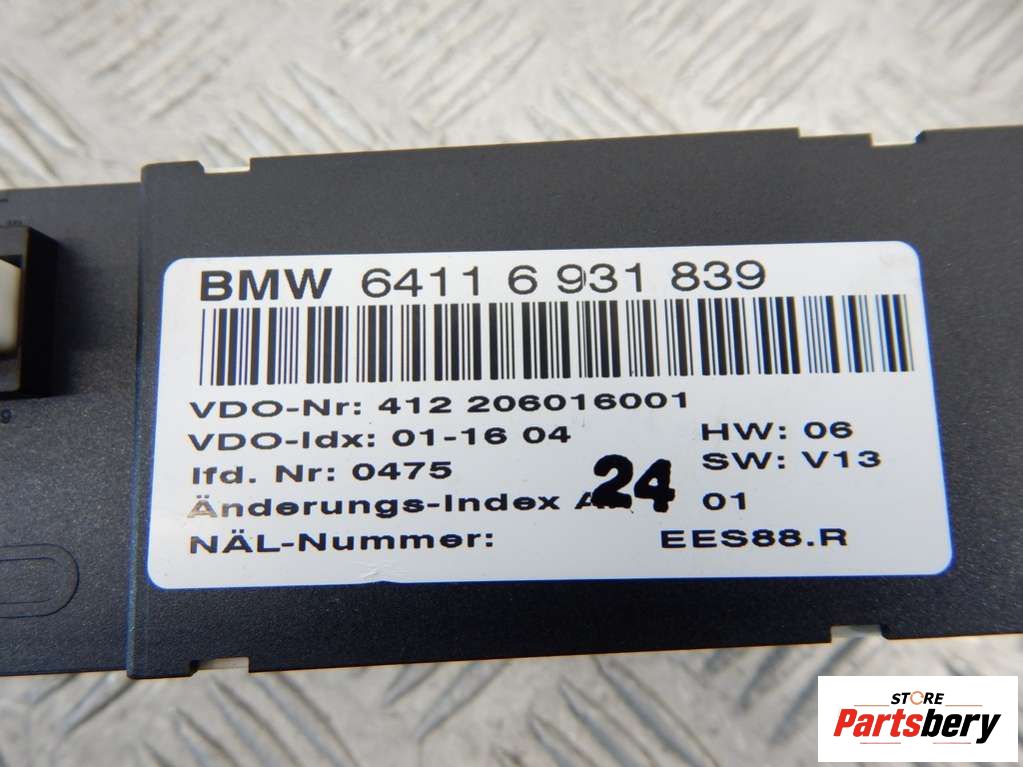 BMW 6411 6 931 839
VDO-Nr: 412 206016001
VDO-Idx: 01-16 04
HW: 06
lfd. Nr: 0475
SW: V13
Änderungs-Index
24
01
NÄL-Nummer:
EES88.R
STORE
Partsbery